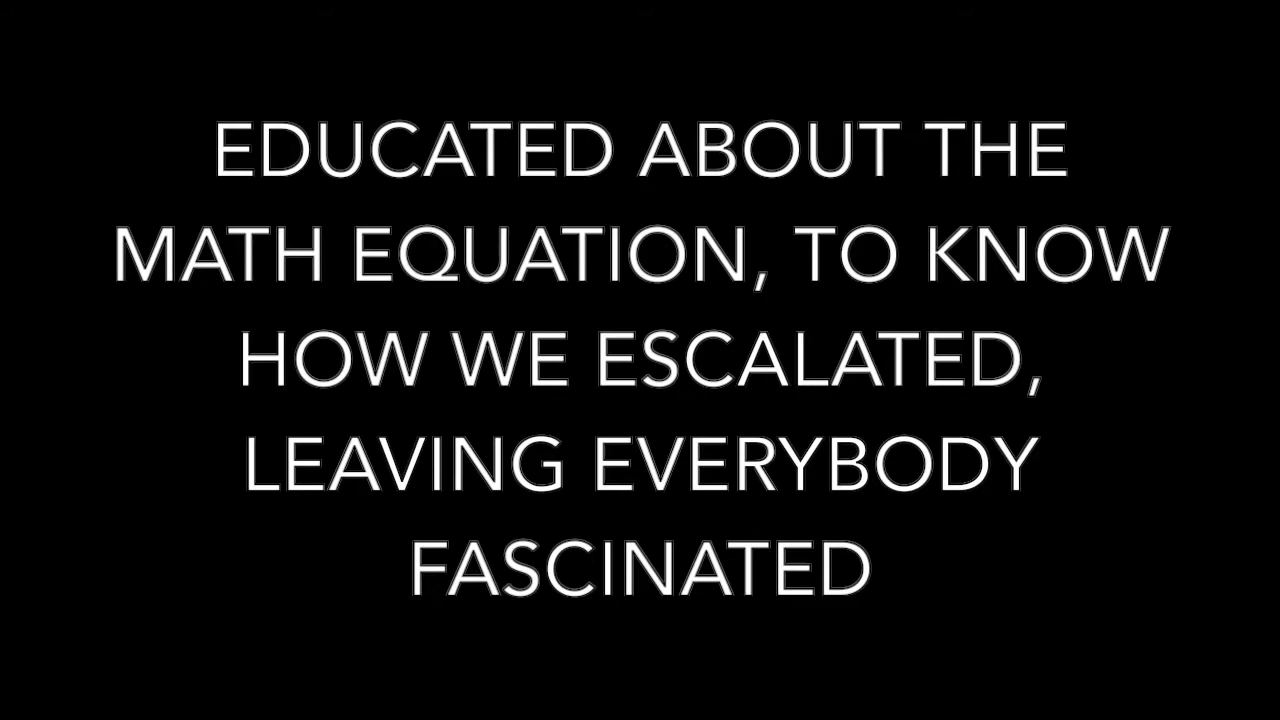 EDUCATED ABOUT THE
MATH EQUATION, TO KNOW
HOW WE ESCALATED,
LEAVING EVERYBODY
FASCINATED